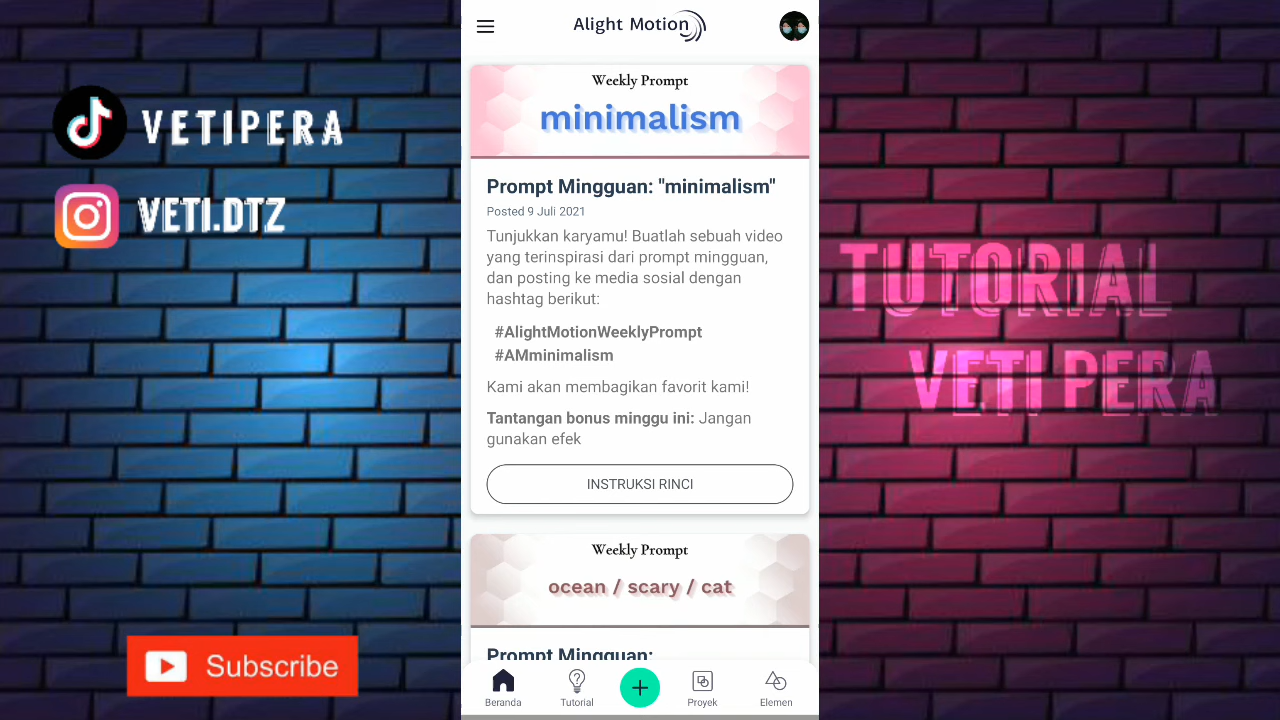 VETIPERA
VETI.DTZ
Subscribe
Alight Motion
Weekly Prompt
minimalism
Prompt Mingguan: "minimalism"
Posted 9 Juli 2021
Tunjukkan karyamu! Buatlah sebuah video
yang terinspirasi dari prompt mingguan,
dan posting ke media sosial dengan
hashtag berikut:
#AlightMotionWeeklyPrompt
#AMminimalism
Kami akan membagikan favorit kami!
Tantangan bonus minggu ini: Jangan
gunakan efek
INSTRUKSI RINCI
Weekly Prompt
ocean / scary / cat
Prompt Mingguan:
Beranda
Tutorial
Proyek
Elemen
TUTORIAL
VETI PERA